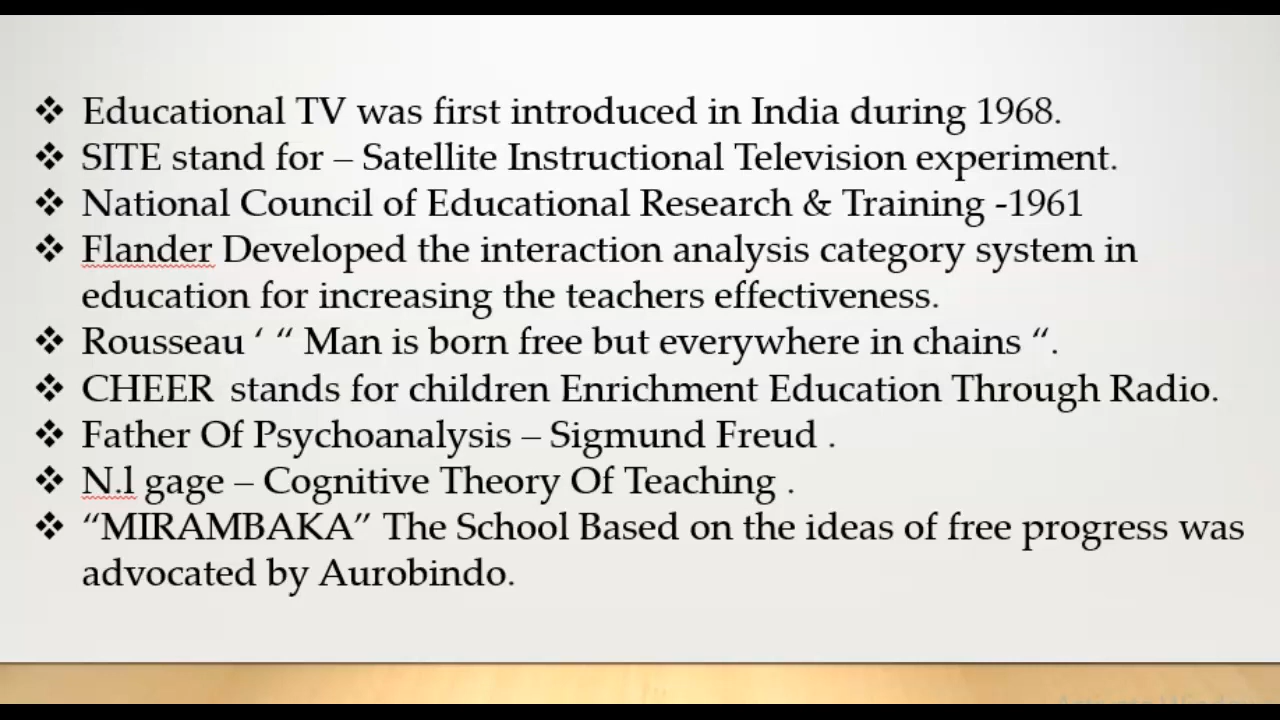 ❖ Educational TV was first introduced in India during 1968.
❖ SITE stand for – Satellite Instructional Television experiment.
❖ National Council of Educational Research & Training -1961
❖ Flander Developed the interaction analysis category system in
education for increasing the teachers effectiveness.
❖ Rousseau ‘ “ Man is born free but everywhere in chains “.
❖ CHEER stands for children Enrichment Education Through Radio.
❖ Father Of Psychoanalysis – Sigmund Freud .
❖ N.l gage – Cognitive Theory Of Teaching .
❖ “MIRAMBAKA” The School Based on the ideas of free progress was
advocated by Aurobindo.